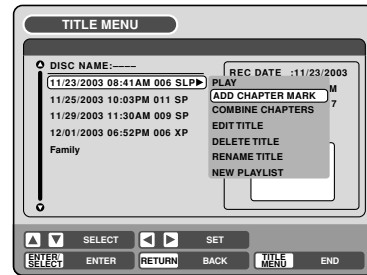 TITLE MENU
DISC NAME:----
REC DATE :11/23/2003
11/23/2003 08:41AM 006 SLP
11/25/2003 10:03PM 011 SP
11/29/2003 11:30AM 009 SP
12/01/2003 06:52PM 006 XP
Family
PLAY
ADD CHAPTER MARK
COMBINE CHAPTERS
EDIT TITLE
DELETE TITLE
RENAME TITLE
NEW PLAYLIST
M
7
SELECT SET
ENTER/
SELECT ENTER RETURN BACK TITLE
MENU END